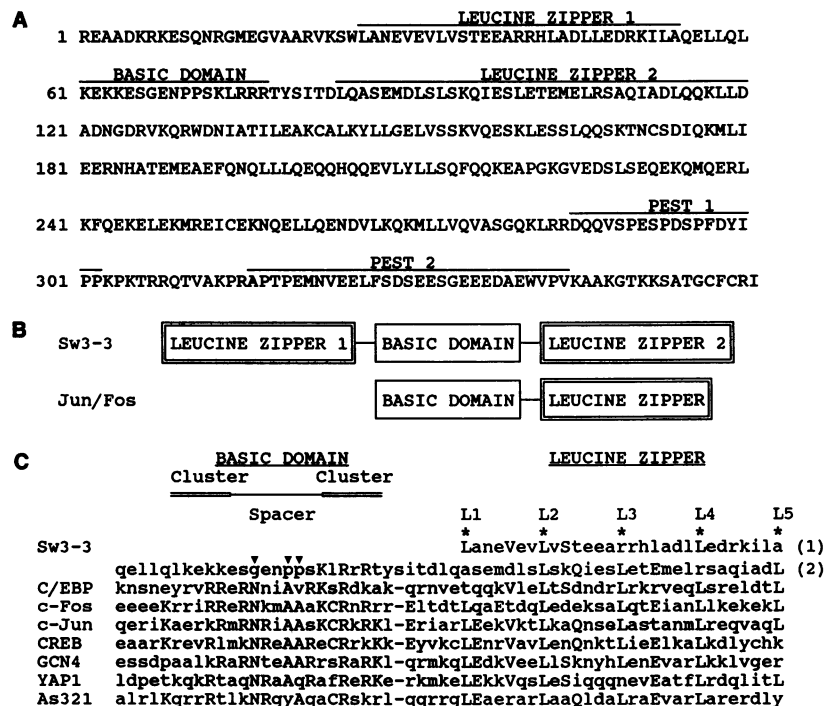 A
LEUCINE ZIPPER 1
1 REAADKRKESQNRGMEGVAARVKSWLANEVEVLVSTEEARRHLADLLEDRKILAQELLQL
BASIC DOMAIN LEUCINE ZIPPER 2
61 KEKKESGENPPSKLRRRTYSITDLQASEMDLSLSKQIESLETEMELRSAQIADLQQKLLD
121 ADNGDRVKQRWDNIATILEAKCALKYLLGELVSSKVQESKLESSLQQSKTNCSDIQKMLI
181 EERNHATEMEAEFQNQLLLQEQQHQQEVLYLLSQFQQKEAPGKGVEDSLSEQEKQMQERL
241 KFQEKELEKMREICEKNQELLQENDVLKQKMLLVQVASGQKLRRDQQVSPESPDSPFDYI
PEST 1
PEST 2
301 PPKPKTRRQTVAKPRAPTPEMNVEELFSDSEESGEEEDAEWVPVKAAKGTKKSATGCFCRI
B
Sw3-3 LEUCINE ZIPPER 1 BASIC DOMAIN LEUCINE ZIPPER 2
Jun/Fos BASIC DOMAIN LEUCINE ZIPPER
C
BASIC DOMAIN LEUCINE ZIPPER
Cluster Cluster
Spacer L1 L2 L3 L4 L5
* * * * *
Sw3-3 LaneVevLvsTeearrhladlLedrkila (1)
qellqlkekkesgenppsKlRrRtysitdlqasemdlsLskQiesLetEmelrsaqiadL (2)
C/EBP knsneyrvRReRNniAvRKsRdkak-qrnvetqqkVleLtSdndrLrkrveqLsreldtL
c-Fos eeeeKrriRReRNkmAAaKCRnRrr-EltdtLqaEtdqLedeksaLqtEianLlkekekL
c-Jun qeriKaerkRmRNRiAAsKCRkRKl-EriarLEeKVktLkaQnseLastanmLreqvaqL
CREB eaarKrevRlmkNReAAReCRrkKk-EyvkcLEnrVavLenQnktLieELkaLkdlychk
GCN4 essdpaalkRaRNteAARrsRaRKl-qrmkqLEdkVeeLlSknyhLenEvarLkklvger
YAP1 ldpetkqkRtaqNRaAqRafReRK​e-rkmkeLEkkVqsLeSiqqqnevEatfLrdqlitL
As321 alrlKqrrRtlkNRgyAqaCRskrl-qqrrqLEaerarLaaQldaLraEvarLarerdly